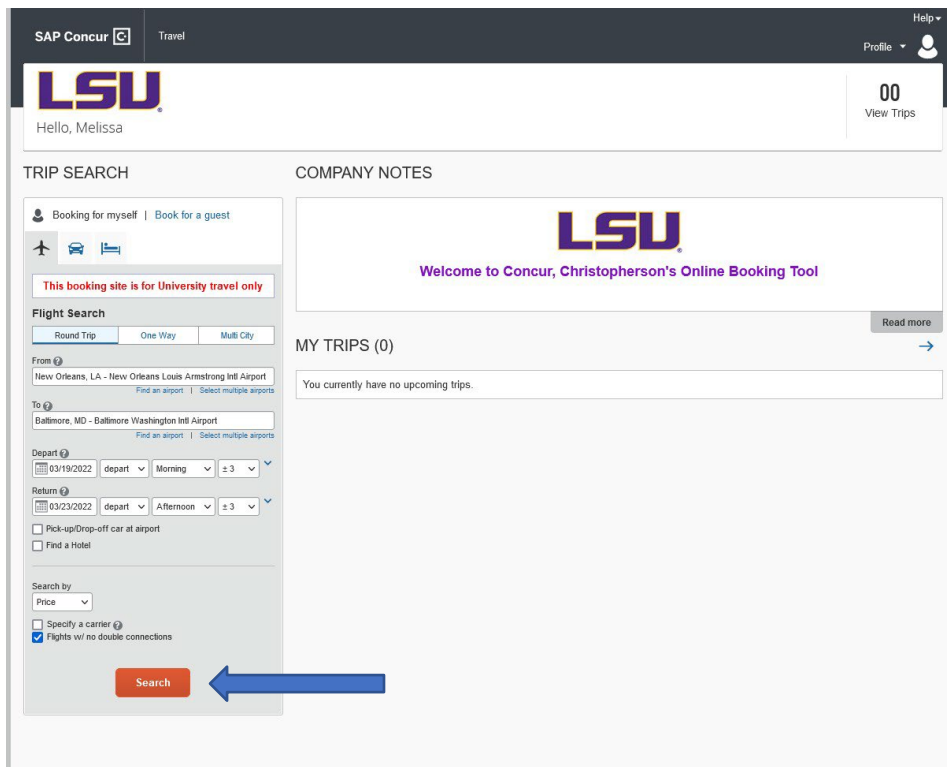 Help
SAP Concur C Travel
Profile
LSU
Hello, Melissa
00
View Trips
TRIP SEARCH
Booking for myself | Book for a guest
This booking site is for University travel only
Flight Search
Round Trip One Way Multi City
From ?
New Orleans, LA - New Orleans Louis Armstrong Intl Airport
Find an airport | Select multiple airports
To ?
Baltimore, MD - Baltimore Washington Intl Airport
Find an airport | Select multiple airports
Depart ?
03/19/2022 depart Morning ± 3
Return ?
03/23/2022 depart Afternoon ± 3
Pick-up/Drop-off car at airport
Find a Hotel
Search by
Price
Specify a carrier ?
Flights w/ no double connections
Search
COMPANY NOTES
LSU
Welcome to Concur, Christopherson's Online Booking Tool
Read more
MY TRIPS (0)
You currently have no upcoming trips.